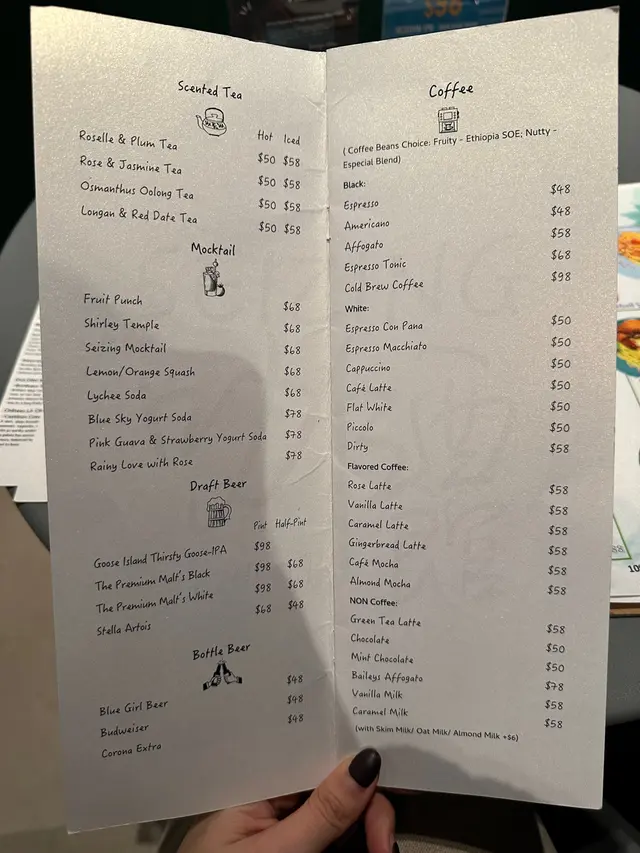 Scented Tea
Hot Iced
Roselle & Plum Tea $50 $58
Rose & Jasmine Tea $50 $58
Osmanthus Oolong Tea $50 $58
Longan & Red Date Tea $50 $58
Mocktail
Fruit Punch $68
Shirley Temple $68
Seizing Mocktail $68
Lemon/Orange Squash $68
Lychee Soda $68
Blue Sky Yogurt Soda $78
Pink Guava & Strawberry Yogurt Soda $78
Rainy Love with Rose $78
Draft Beer
Pint Half-Pint
Goose Island Thirsty Goose-IPA $98
The Premium Malt's Black $98 $68
The Premium Malt's White $98 $68
Stella Artois $68 $48
Bottle Beer
Blue Girl Beer $48
Budweiser $48
Corona Extra $48
Coffee
( Coffee Beans Choice: Fruity - Ethiopia SOE; Nutty -
Especial Blend)
Black:
Espresso $48
Americano $48
Affogato $58
Espresso Tonic $68
Cold Brew Coffee $98
White:
Espresso Con Pana $50
Espresso Macchiato $50
Cappuccino $50
Café Latte $50
Flat White $50
Piccolo $50
Dirty $58
Flavored Coffee:
Rose Latte $58
Vanilla Latte $58
Caramel Latte $58
Gingerbread Latte $58
Café Mocha $58
Almond Mocha $58
NON Coffee:
Green Tea Latte $58
Chocolate $50
Mint Chocolate $50
Baileys Affogato $78
Vanilla Milk $58
Caramel Milk $58
(with Skim Milk/ Oat Milk/ Almond Milk +$6)